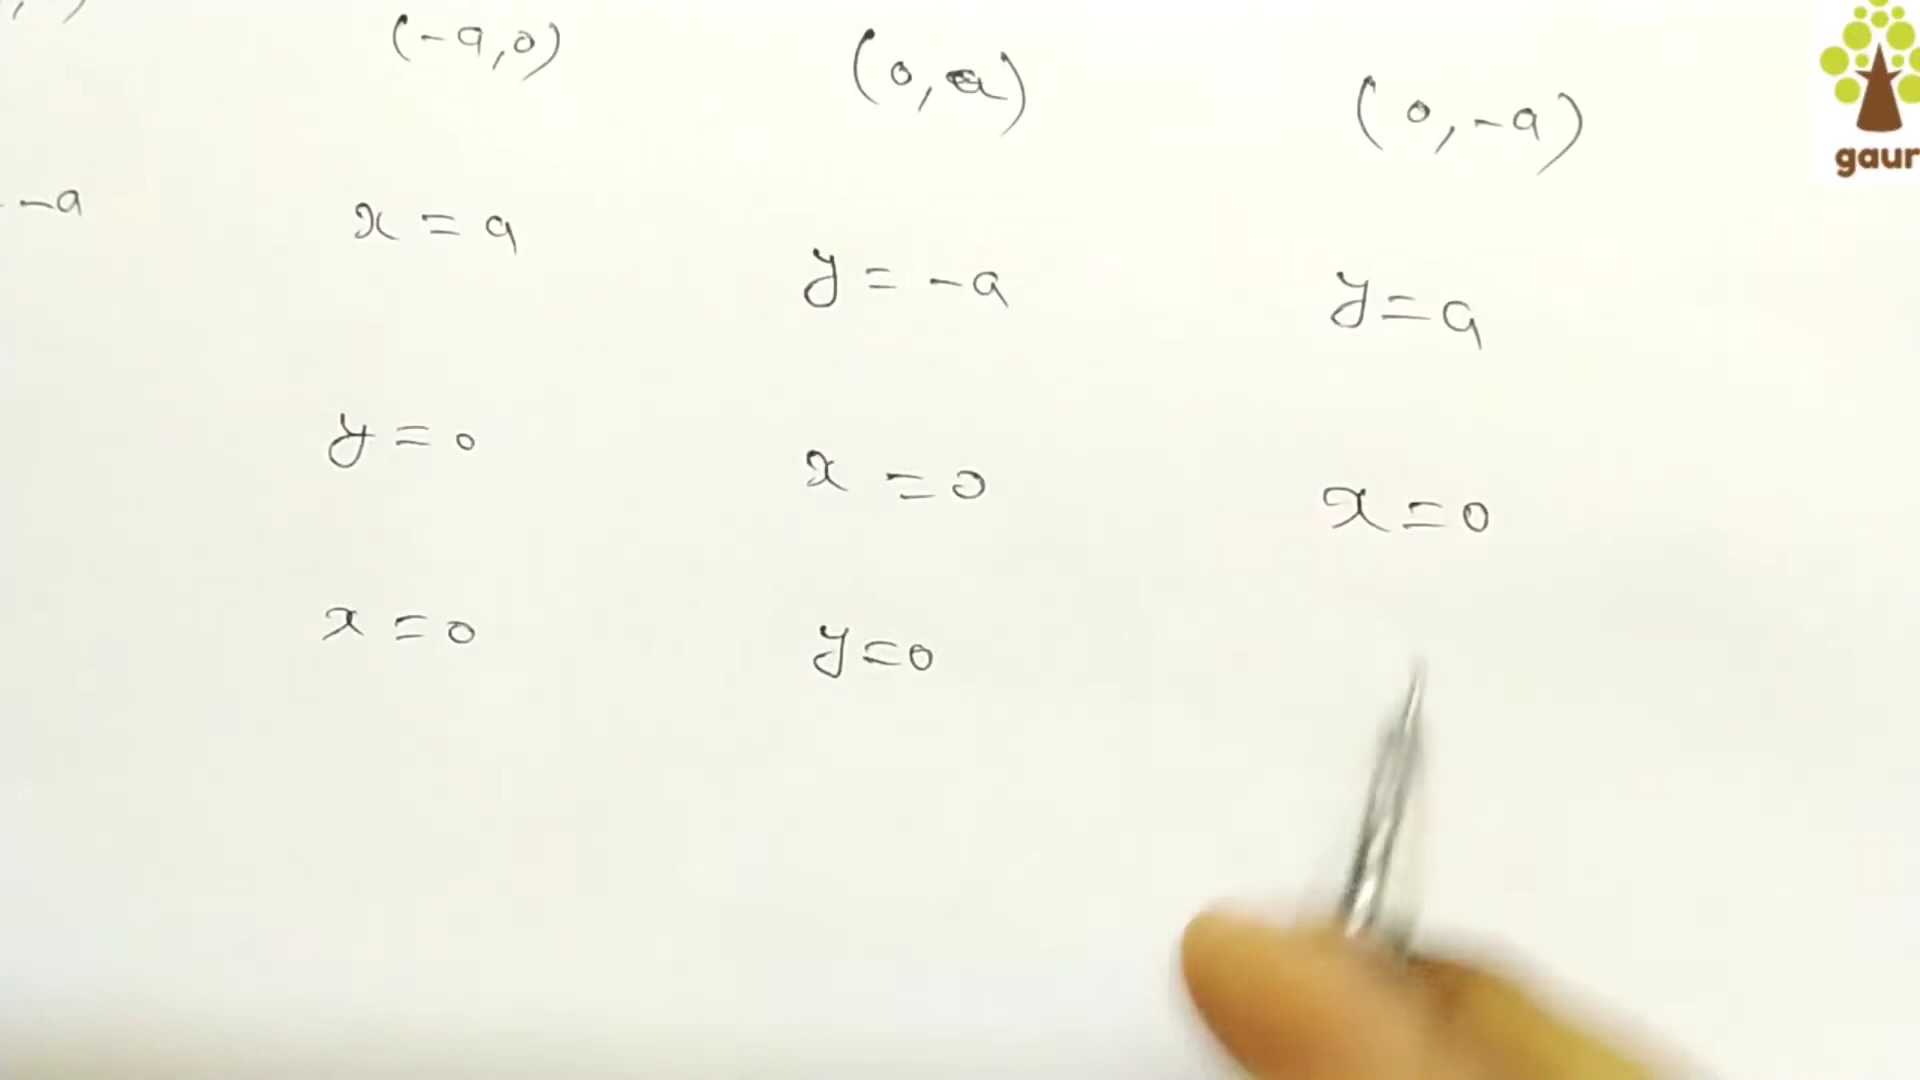 (-a,0) (0,a) (0,-a)
-a x = a y = -a y = a
y = 0 x = 0 x = 0
x = 0 y = 0
gaur